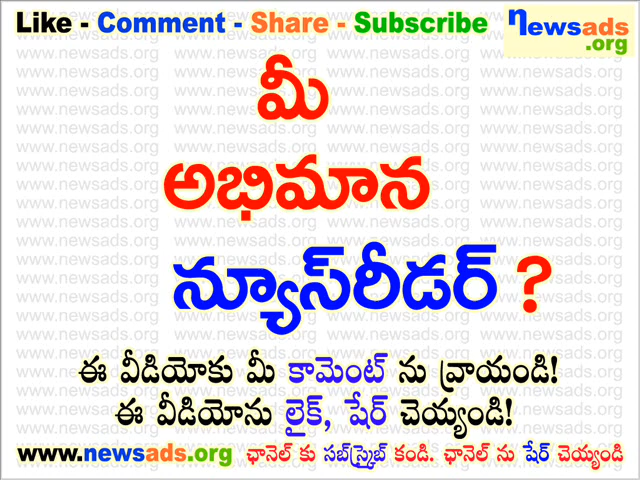 Like - Comment - Share - Subscribe
newsads
.org
మీ
అభిమాన
న్యూస్‌రీడర్ ?
ఈ వీడియోకు మీ కామెంట్ ను వ్రాయండి!
ఈ వీడియోను లైక్, షేర్ చెయ్యండి!
www.newsads.org ఛానెల్ కు సబ్‌స్క్రైబ్ కండి. ఛానెల్ ను షేర్ చెయ్యండి